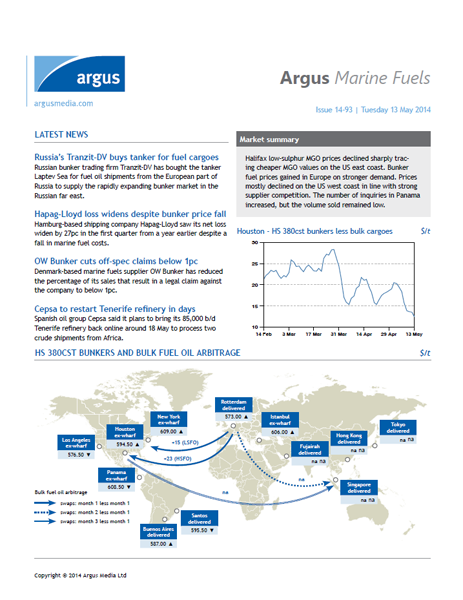 argus
argusmedia.com
Argus Marine Fuels
Issue 14-93 | Tuesday 13 May 2014
LATEST NEWS
Russia's Tranzit-DV buys tanker for fuel cargoes
Russian bunker trading firm Tranzit-DV has bought the tanker
Laptev Sea for fuel oil shipments from the European part of
Russia to supply the rapidly expanding bunker market in the
Russian far east.
Hapag-Lloyd loss widens despite bunker price fall
Hamburg-based shipping company Hapag-Lloyd saw its net loss
widen by 27pc in the first quarter from a year earlier despite a
fall in marine fuel costs.
OW Bunker cuts off-spec claims below 1pc
Denmark-based marine fuels supplier OW Bunker has reduced
the percentage of its sales that result in a legal claim against
the company to below 1pc.
Cepsa to restart Tenerife refinery in days
Spanish oil group Cepsa said it plans to bring its 85,000 b/d
Tenerife refinery back online around 18 May to process two
crude shipments from Africa.
Market summary
Halifax low-sulphur MGO prices declined sharply trac-
ing cheaper MGO values on the US east coast. Bunker
fuel prices gained in Europe on stronger demand. Prices
mostly declined on the US west coast in line with strong
supplier competition. The number of inquiries in Panama
increased, but the volume sold remained low.
Houston - HS 380cst bunkers less bulk cargoes $/t
30
25
20
15
10
14 Feb 3 Mar 17 Mar 31 Mar 14 Apr 29 Apr 13 May
HS 380CST BUNKERS AND BULK FUEL OIL ARBITRAGE $/t
Rotterdam
delivered
573.00 ▲
New York
ex-wharf
609.00 ▲
Istanbul
delivered
606.00 ▲
Houston
ex-wharf
594.50 ▲
Los Angeles
ex-wharf
576.50 ▼
Tokyo
delivered
na na
Hong Kong
delivered
na na
Fujairah
delivered
na na
-15 (LSFO)
-23 (HSFO)
Panama
ex-wharf
608.50 ▼
Singapore
delivered
na na
na
na
Bulk fuel oil arbitrage
swaps: month 1 less month 1
swaps: month 2 less month 1
swaps: month 3 less month 1
Santos
delivered
595.50 ▼
Buenos Aires
delivered
587.00 ▲
Copyright © 2014 Argus Media Ltd